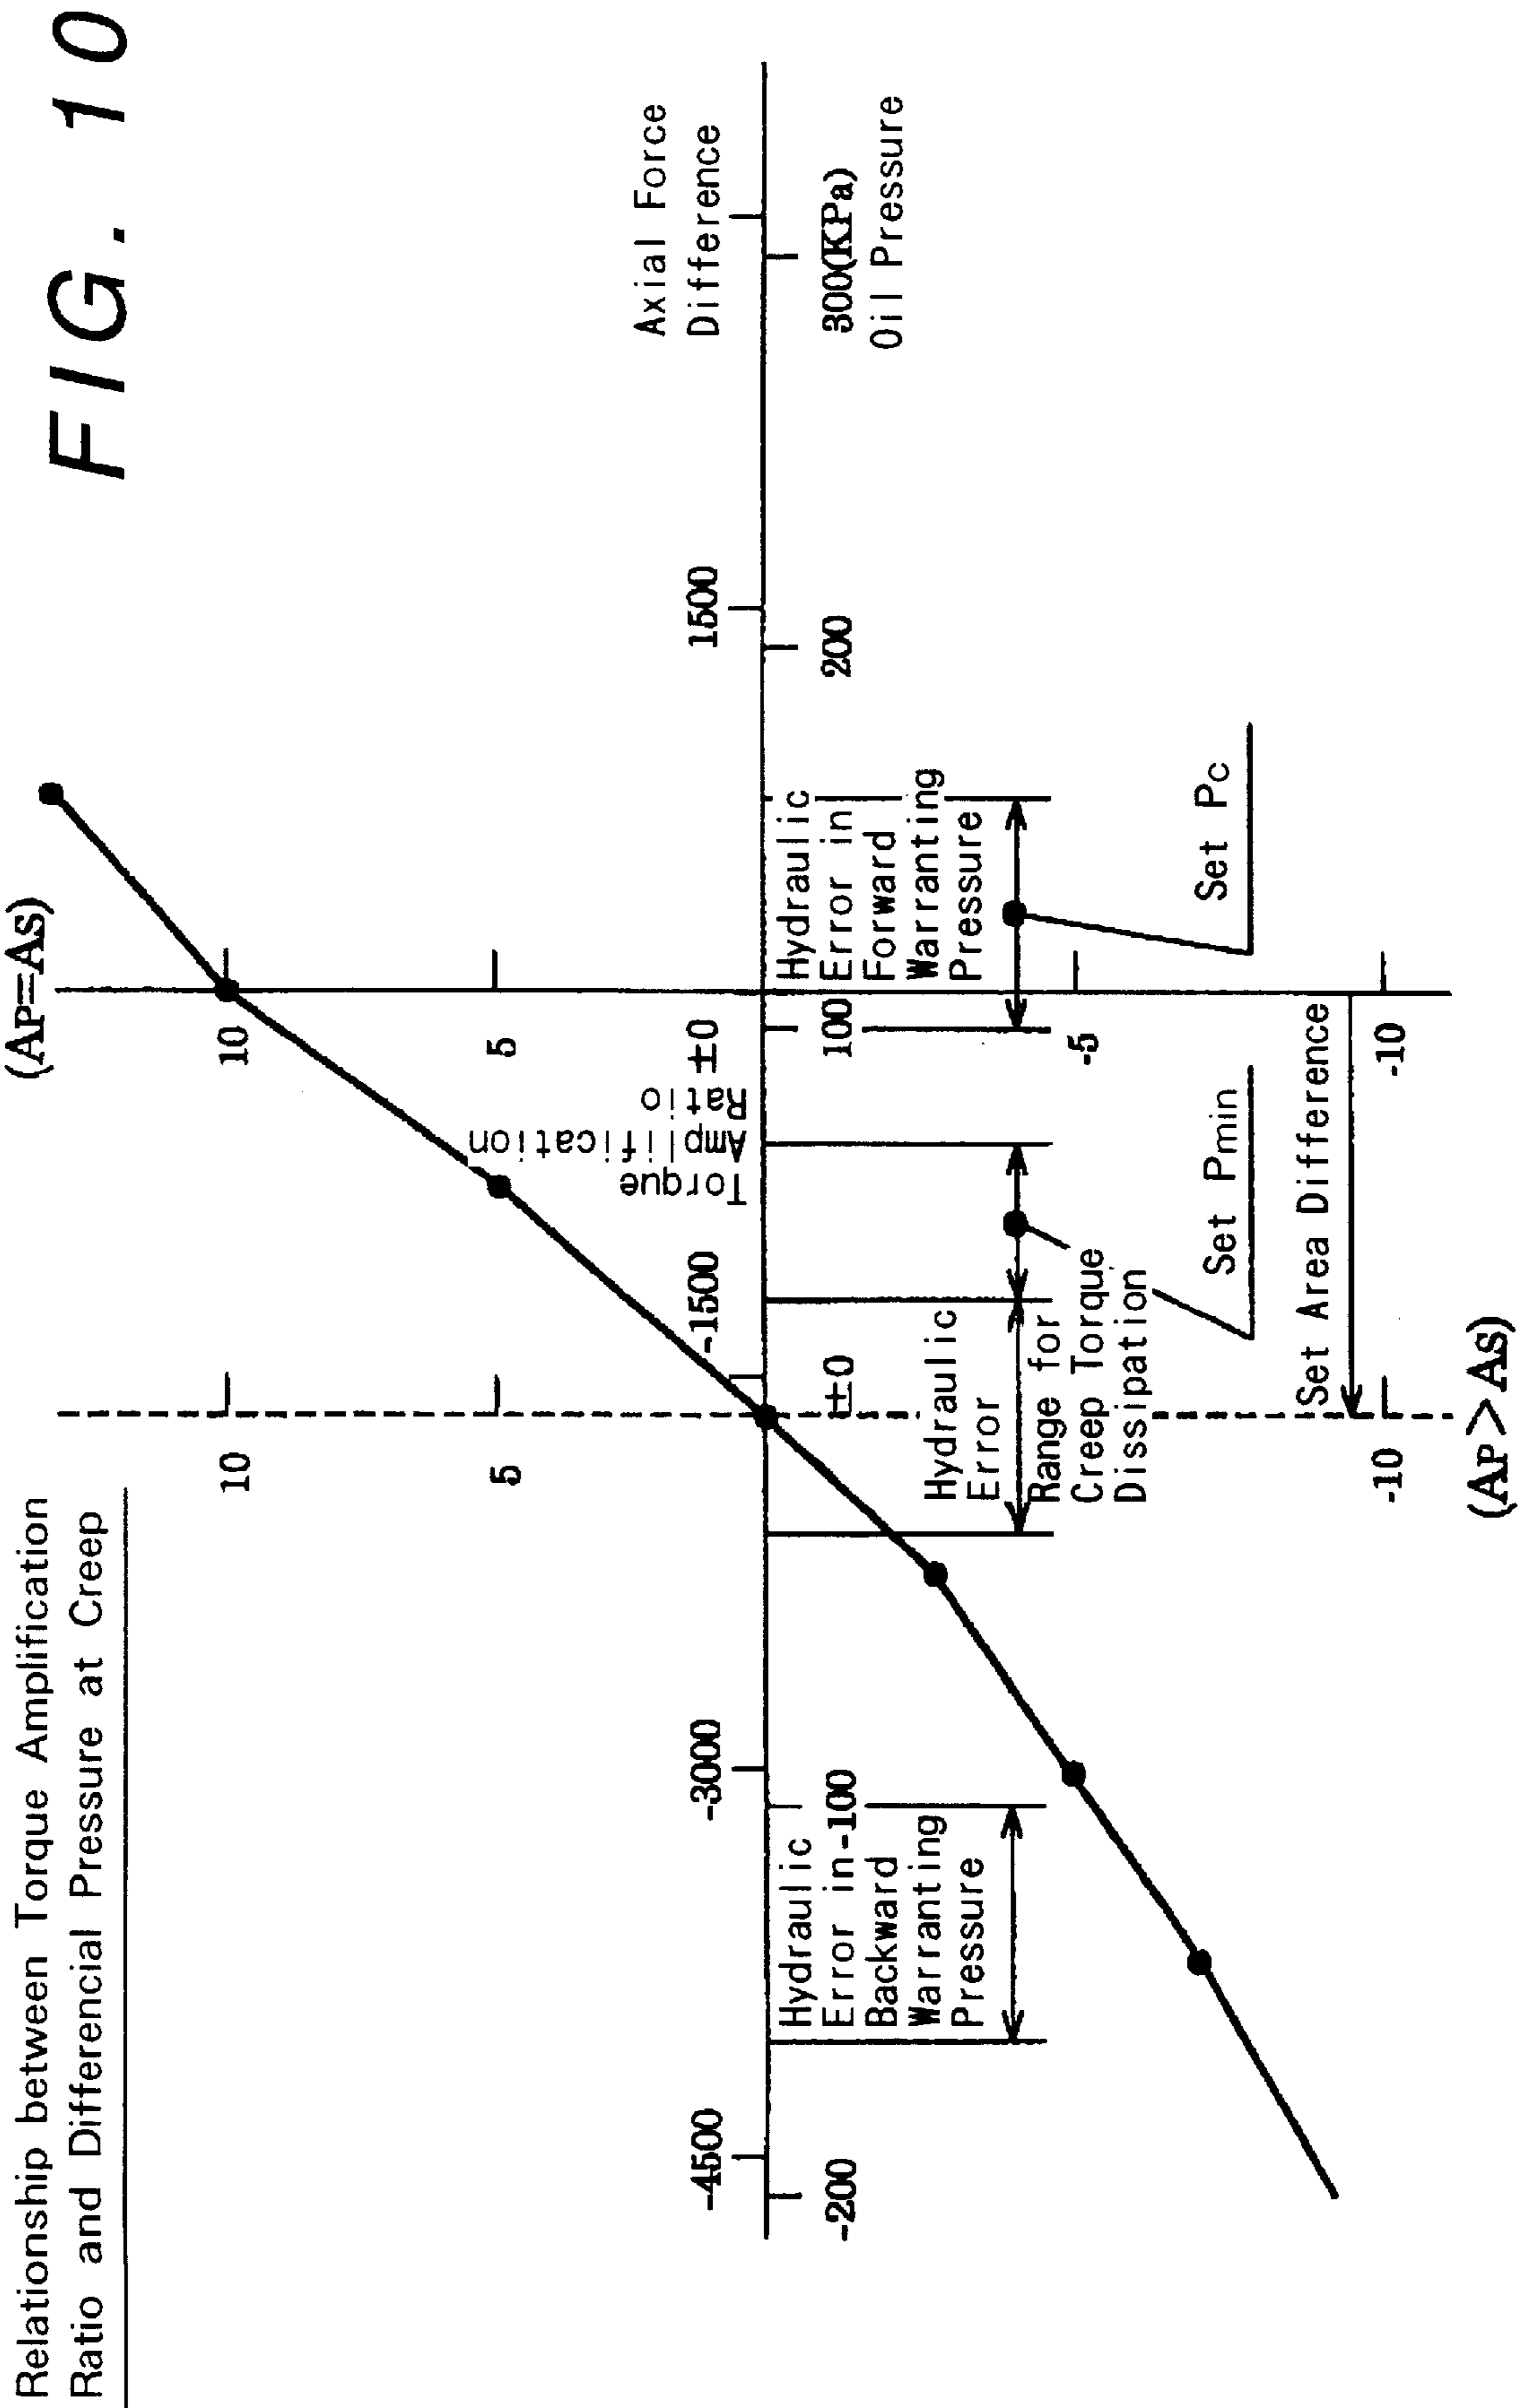 FIG. 10
Relationship between Torque Amplification
Ratio and Differencial Pressure at Creep
(AP=AS)
10
10
5
5
Torque
Amplification
Ratio
Axial Force
Difference
-4500
-3000
-1500
±0
1500
-200
-100
±0
100
200
300(KPa)
Oil Pressure
Hydraulic
Error in
Backward
Warranting
Pressure
Hydraulic
Error
Range for
Creep Torque
Dissipation
Hydraulic
Error in
Forward
Warranting
Pressure
-5
Set Pmin
Set Pc
Set Area Difference
-10
-10
(AP>AS)